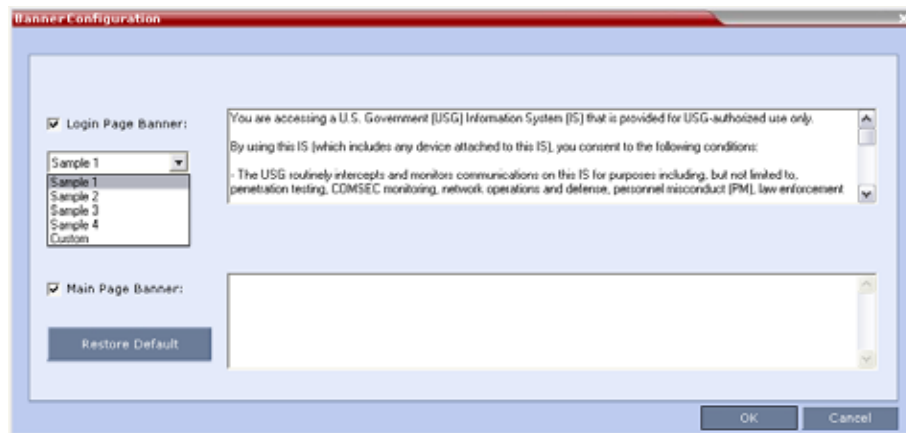 Banner Configuration
Login Page Banner:
Sample 1
Sample 1
Sample 2
Sample 3
Sample 4
Custom
You are accessing a U.S. Government (USG) Information System (IS) that is provided for USG-authorized use only.
By using this IS (which includes any device attached to this IS), you consent to the following conditions:
- The USG routinely intercepts and monitors communications on this IS for purposes including, but not limited to,
penetration testing, COMSEC monitoring, network operations and defense, personnel misconduct (PM), law enforcement
Main Page Banner:
Restore Default
OK
Cancel